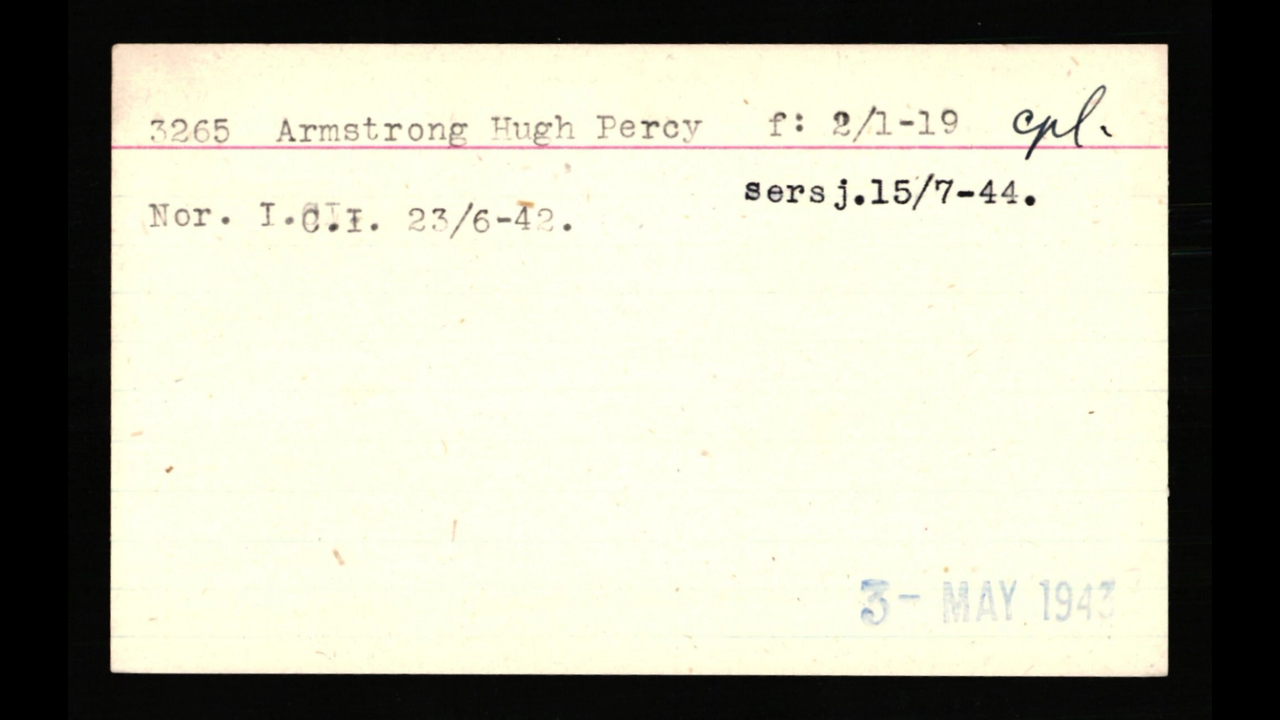 3265 Armstrong Hugh Percy f: 2/1-19 cpl.
sersj.15/7-44.
Nor. I.C.I. 23/6-42.
3- MAY 1943